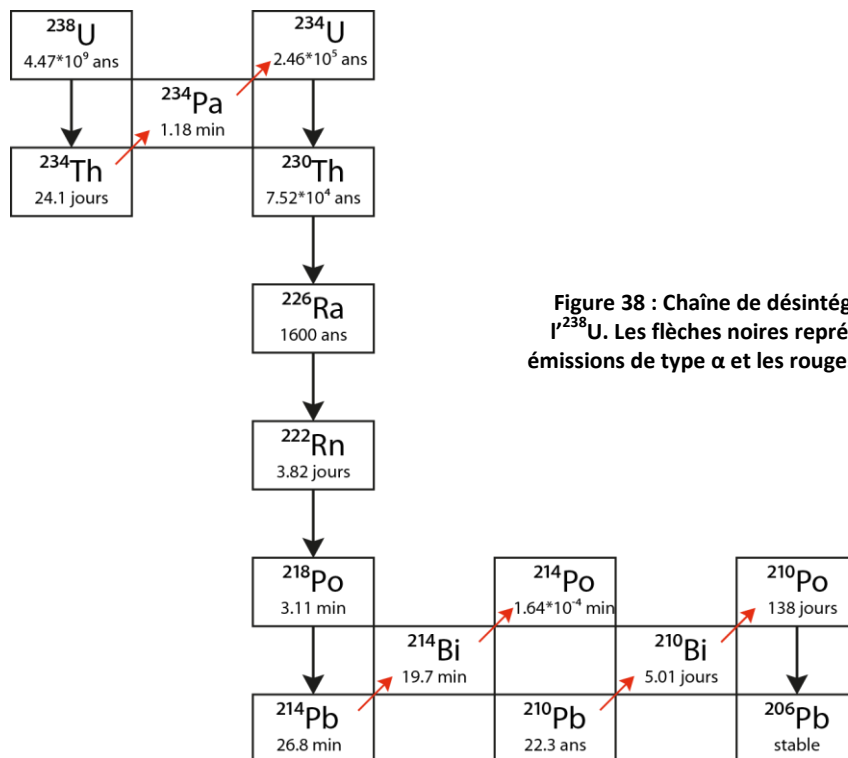 ²³⁸U
4.47*10⁹ ans
²³⁴U
2.46*10⁵ ans
²³⁴Pa
1.18 min
²³⁴Th
24.1 jours
²³⁰Th
7.52*10⁴ ans
²²⁶Ra
1600 ans
Figure 38 : Chaîne de désintég
l'²³⁸U. Les flèches noires repré
émissions de type α et les rouge
²²²Rn
3.82 jours
²¹⁸Po
3.11 min
²¹⁴Po
1.64*10⁻⁴ min
²¹⁰Po
138 jours
²¹⁴Bi
19.7 min
²¹⁰Bi
5.01 jours
²¹⁴Pb
26.8 min
²¹⁰Pb
22.3 ans
²⁰⁶Pb
stable